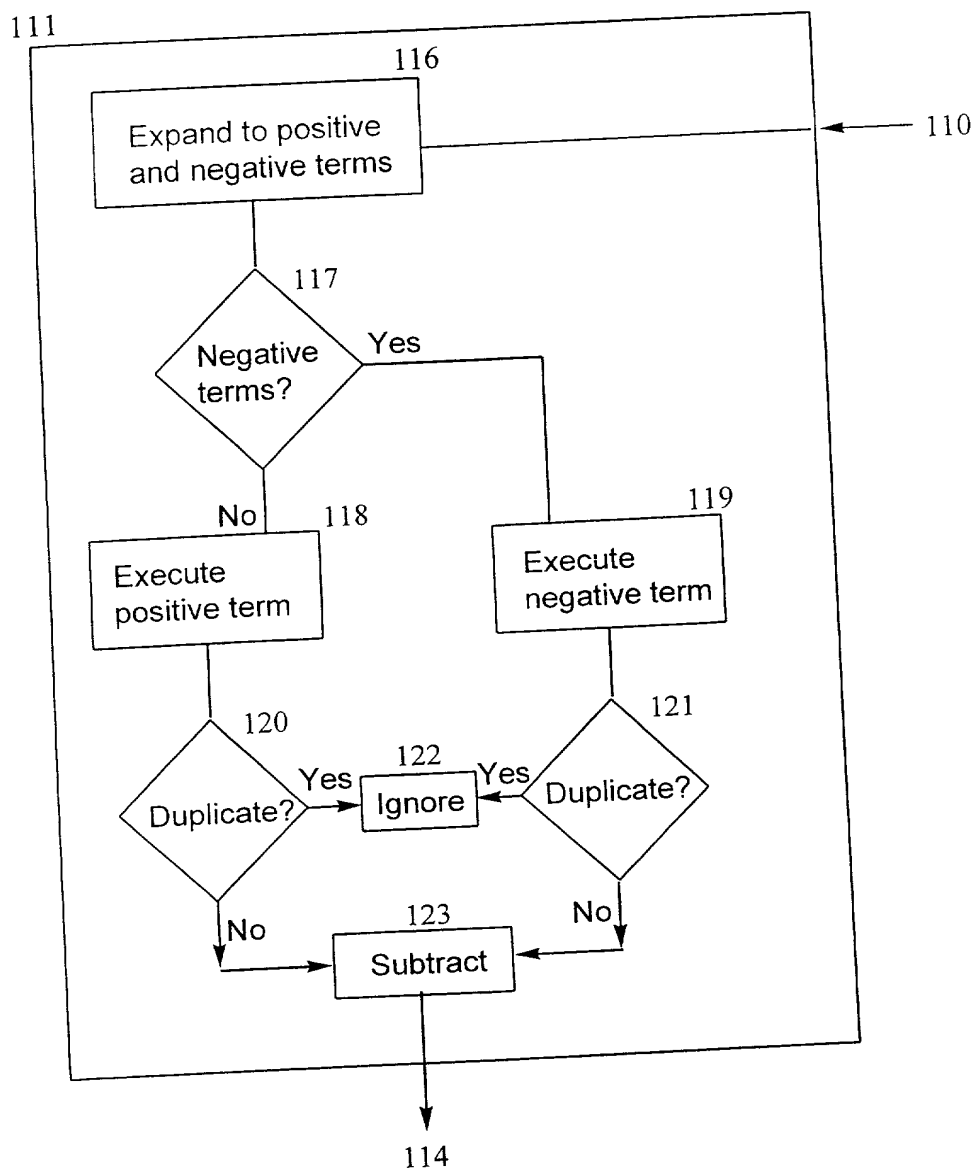 111
116
Expand to positive
and negative terms
110
117
Negative
terms?
Yes
No
118
119
Execute
positive term
Execute
negative term
120
121
122
Yes
Yes
Duplicate?
Ignore
Duplicate?
No
123
No
Subtract
114